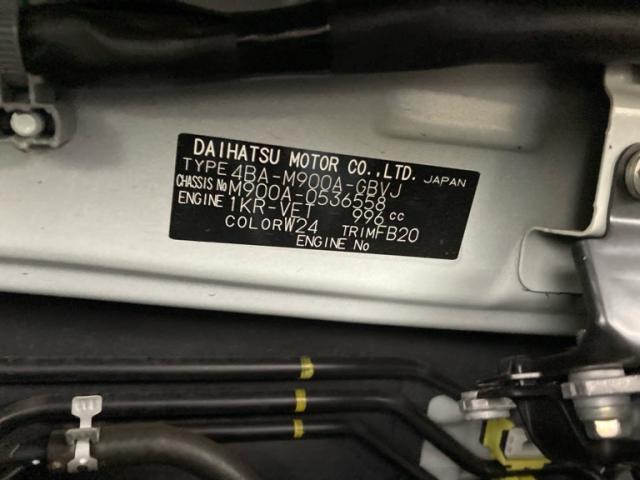 DAIHATSU MOTOR CO.,LTD. JAPAN
TYPE 4BA-M900A-GBVJ
CHASSIS No M900A-0536558
ENGINE 1KR-VET 996 cc
COLOR W24 TRIM FB20
ENGINE No